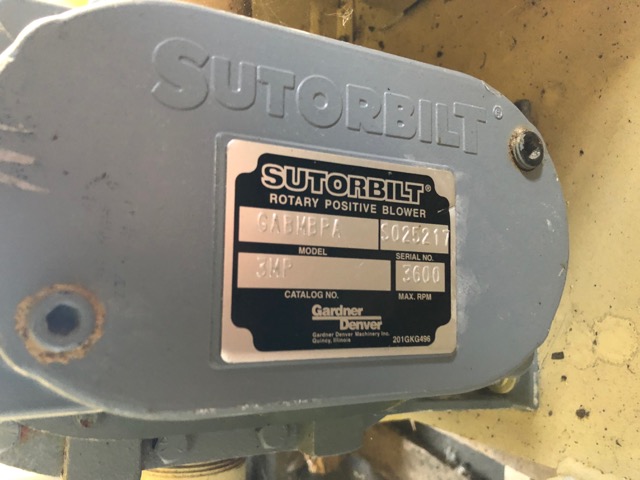 SUTORBILT®
SUTORBILT®
ROTARY POSITIVE BLOWER
GABMBPA S025217
MODEL SERIAL NO.
3MP 3600
CATALOG NO. MAX. RPM
Gardner
Denver
Gardner Denver Machinery Inc.
Quincy, Illinois 201GKG496